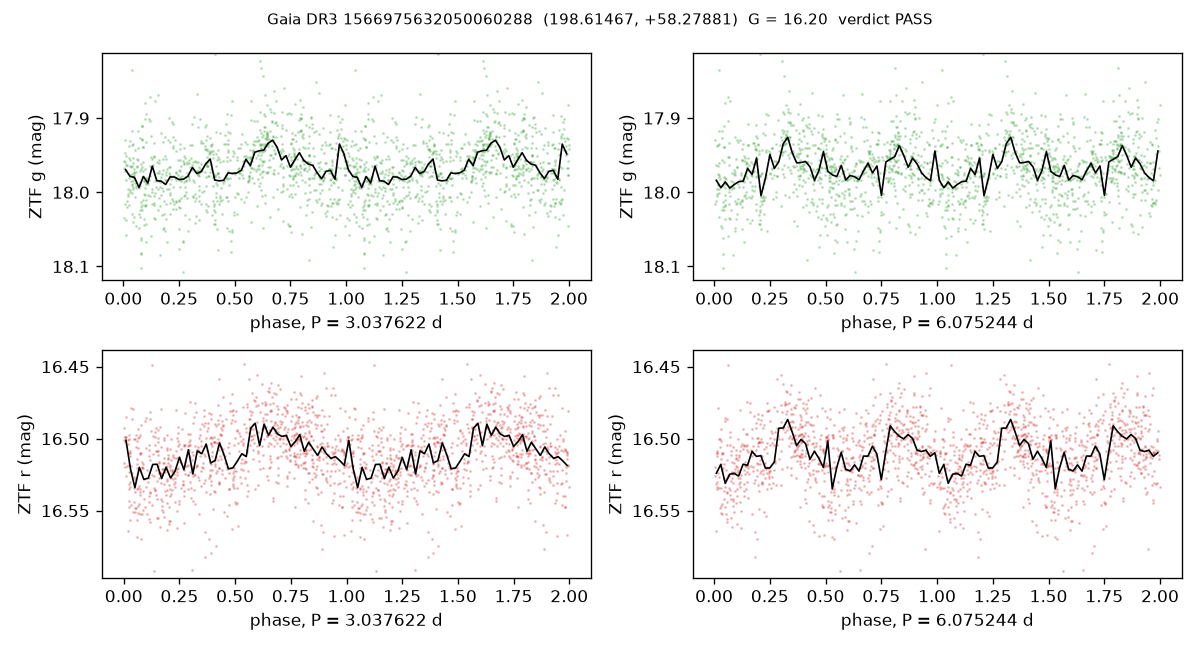 Gaia DR3 1566975632050060288 (198.61467, +58.27881) G = 16.20 verdict PASS
ZTF g (mag)
17.9
18.0
18.1
0.00 0.25 0.50 0.75 1.00 1.25 1.50 1.75 2.00
phase, P = 3.037622 d
ZTF g (mag)
17.9
18.0
18.1
0.00 0.25 0.50 0.75 1.00 1.25 1.50 1.75 2.00
phase, P = 6.075244 d
ZTF r (mag)
16.45
16.50
16.55
0.00 0.25 0.50 0.75 1.00 1.25 1.50 1.75 2.00
phase, P = 3.037622 d
ZTF r (mag)
16.45
16.50
16.55
0.00 0.25 0.50 0.75 1.00 1.25 1.50 1.75 2.00
phase, P = 6.075244 d